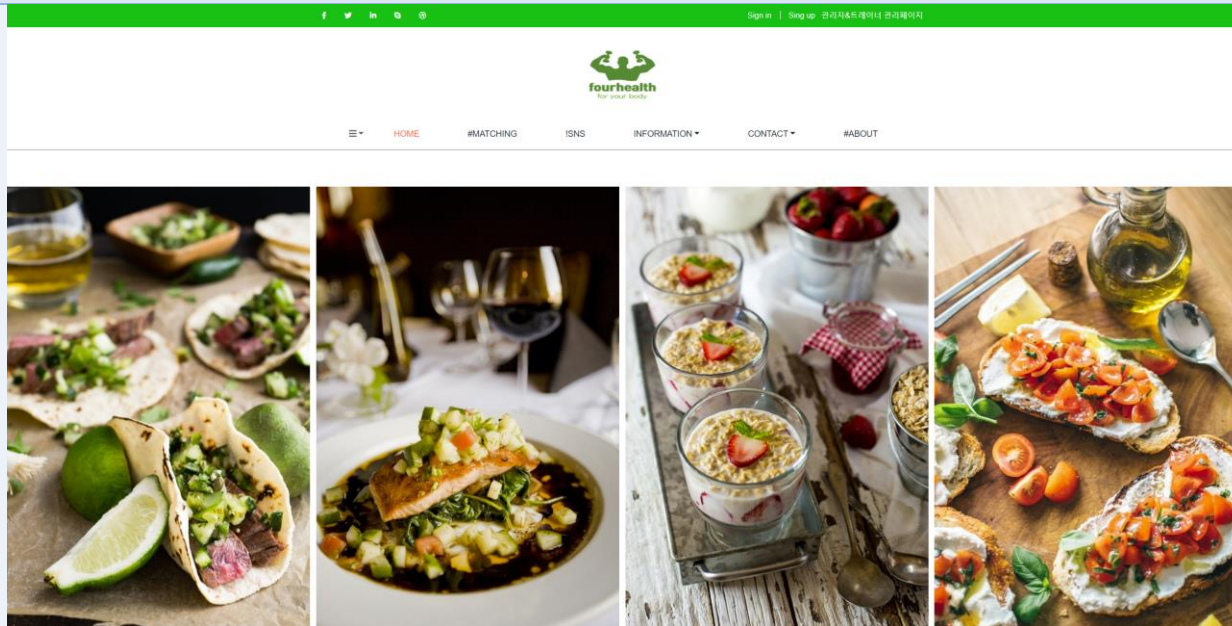 Sign in | Sing up 관리자&트레이너 관리페이지
fourhealth
for your body
HOME #MATCHING !SNS INFORMATION CONTACT #ABOUT